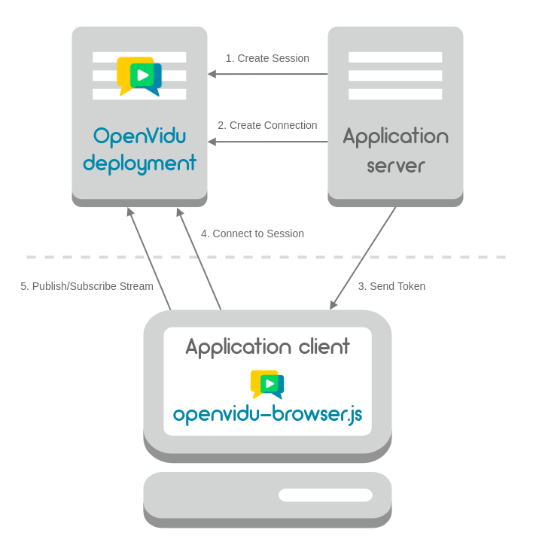 1. Create Session
2. Create Connection
OpenVidu
deployment
Application
server
4. Connect to Session
5. Publish/Subscribe Stream
3. Send Token
Application client
openvidu-browser.js